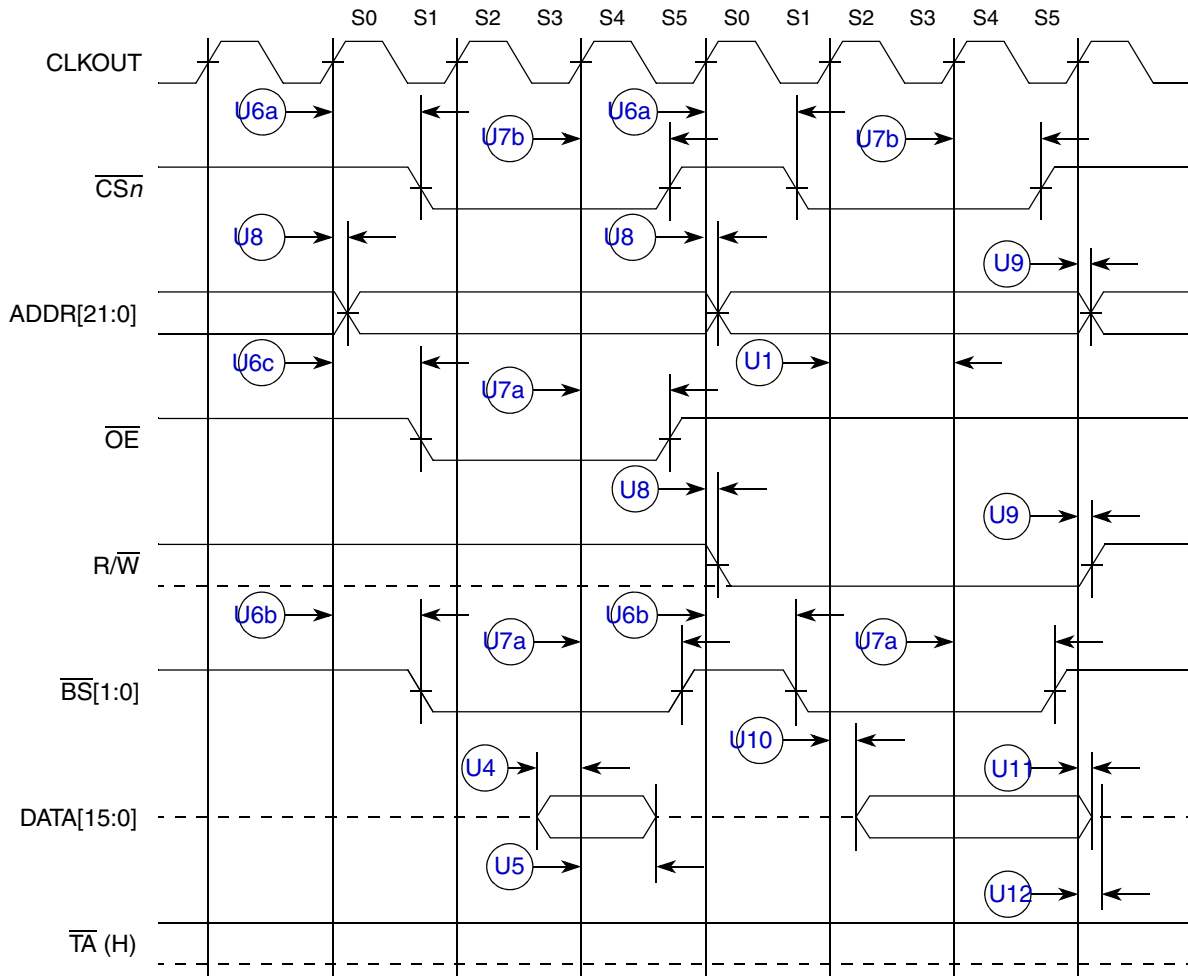 S0 S1 S2 S3 S4 S5 S0 S1 S2 S3 S4 S5
CLKOUT
U6a U6a
U7b U7b
CSn
U8 U8
U9
ADDR[21:0]
U6c U1
U7a
OE
U8
U9
R/W
U6b U6b
U7a U7a
BS[1:0]
U10
U4 U11
DATA[15:0]
U5
U12
TA (H)